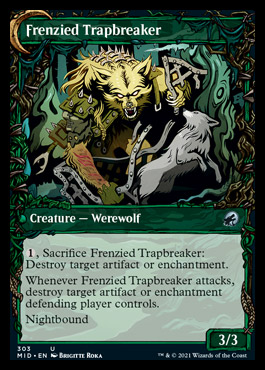 Frenzied Trapbreaker
Creature — Werewolf
1, Sacrifice Frenzied Trapbreaker:
Destroy target artifact or enchantment.
Whenever Frenzied Trapbreaker attacks,
destroy target artifact or enchantment
defending player controls.
Nightbound
3/3
303 U
MID • EN BRIGITTE ROKA
™ & © 2021 Wizards of the Coast